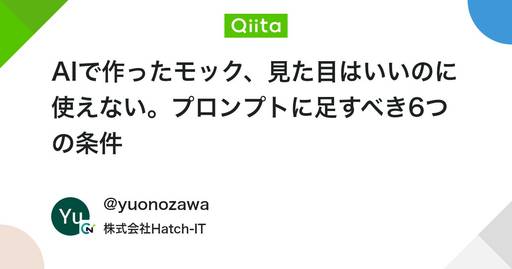 Qiita
AIで作ったモック、見た目はいいのに
使えない。プロンプトに足すべき6つ
の条件
Yu
@yuonozawa
株式会社Hatch-IT